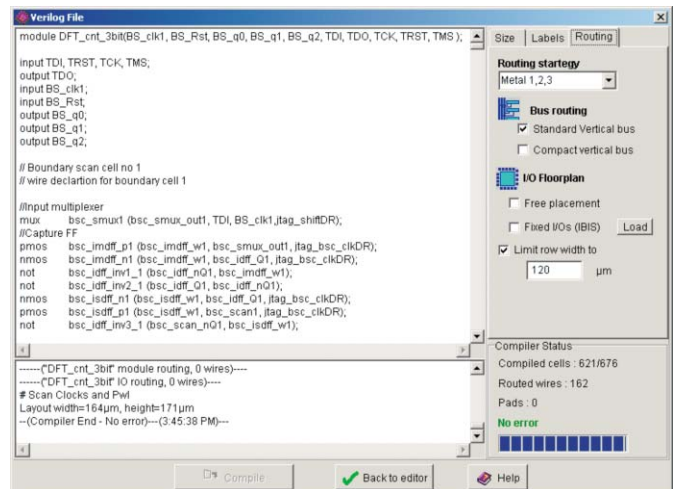 Verilog File
module DFT_cnt_3bit(BS_clk1, BS_Rst, BS_q0, BS_q1, BS_q2, TDI, TDO, TCK, TRST, TMS );
input TDI, TRST, TCK, TMS;
output TDO;
input BS_clk1;
input BS_Rst;
output BS_q0;
output BS_q1;
output BS_q2;
// Boundary scan cell no 1
// wire declartion for boundary cell 1
//Input multiplexer
mux bsc_smux1 (bsc_smux_out1, TDI, BS_clk1,jtag_shiftDR);
//Capture FF
pmos bsc_imdff_p1 (bsc_imdff_w1, bsc_smux_out1, jtag_bsc_clkDR);
nmos bsc_imdff_n1 (bsc_imdff_w1, bsc_idff_Q1, jtag_bsc_clkDR);
not bsc_idff_inv1_1 (bsc_idff_nQ1, bsc_imdff_w1);
not bsc_idff_inv2_1 (bsc_idff_Q1, bsc_idff_nQ1);
nmos bsc_isdff_n1 (bsc_isdff_w1, bsc_idff_Q1, jtag_bsc_clkDR);
pmos bsc_isdff_p1 (bsc_isdff_w1, bsc_scan1, jtag_bsc_clkDR);
not bsc_idff_inv3_1 (bsc_scan_nQ1, bsc_isdff_w1);
------("DFT_cnt_3bit" module routing, 0 wires)----
------("DFT_cnt_3bit" IO routing, 0 wires)----
# Scan Clocks and Pwl
Layout width=164µm, height=171µm
--(Compiler End - No error)---(3:45:38 PM)---
Size Labels Routing
Routing startegy
Metal 1,2,3
Bus routing
Standard Vertical bus
Compact vertical bus
I/O Floorplan
Free placement
Fixed I/Os (IBIS) Load
Limit row width to
120 µm
Compiler Status
Compiled cells : 621/676
Routed wires : 162
Pads : 0
No error
Compile Back to editor Help